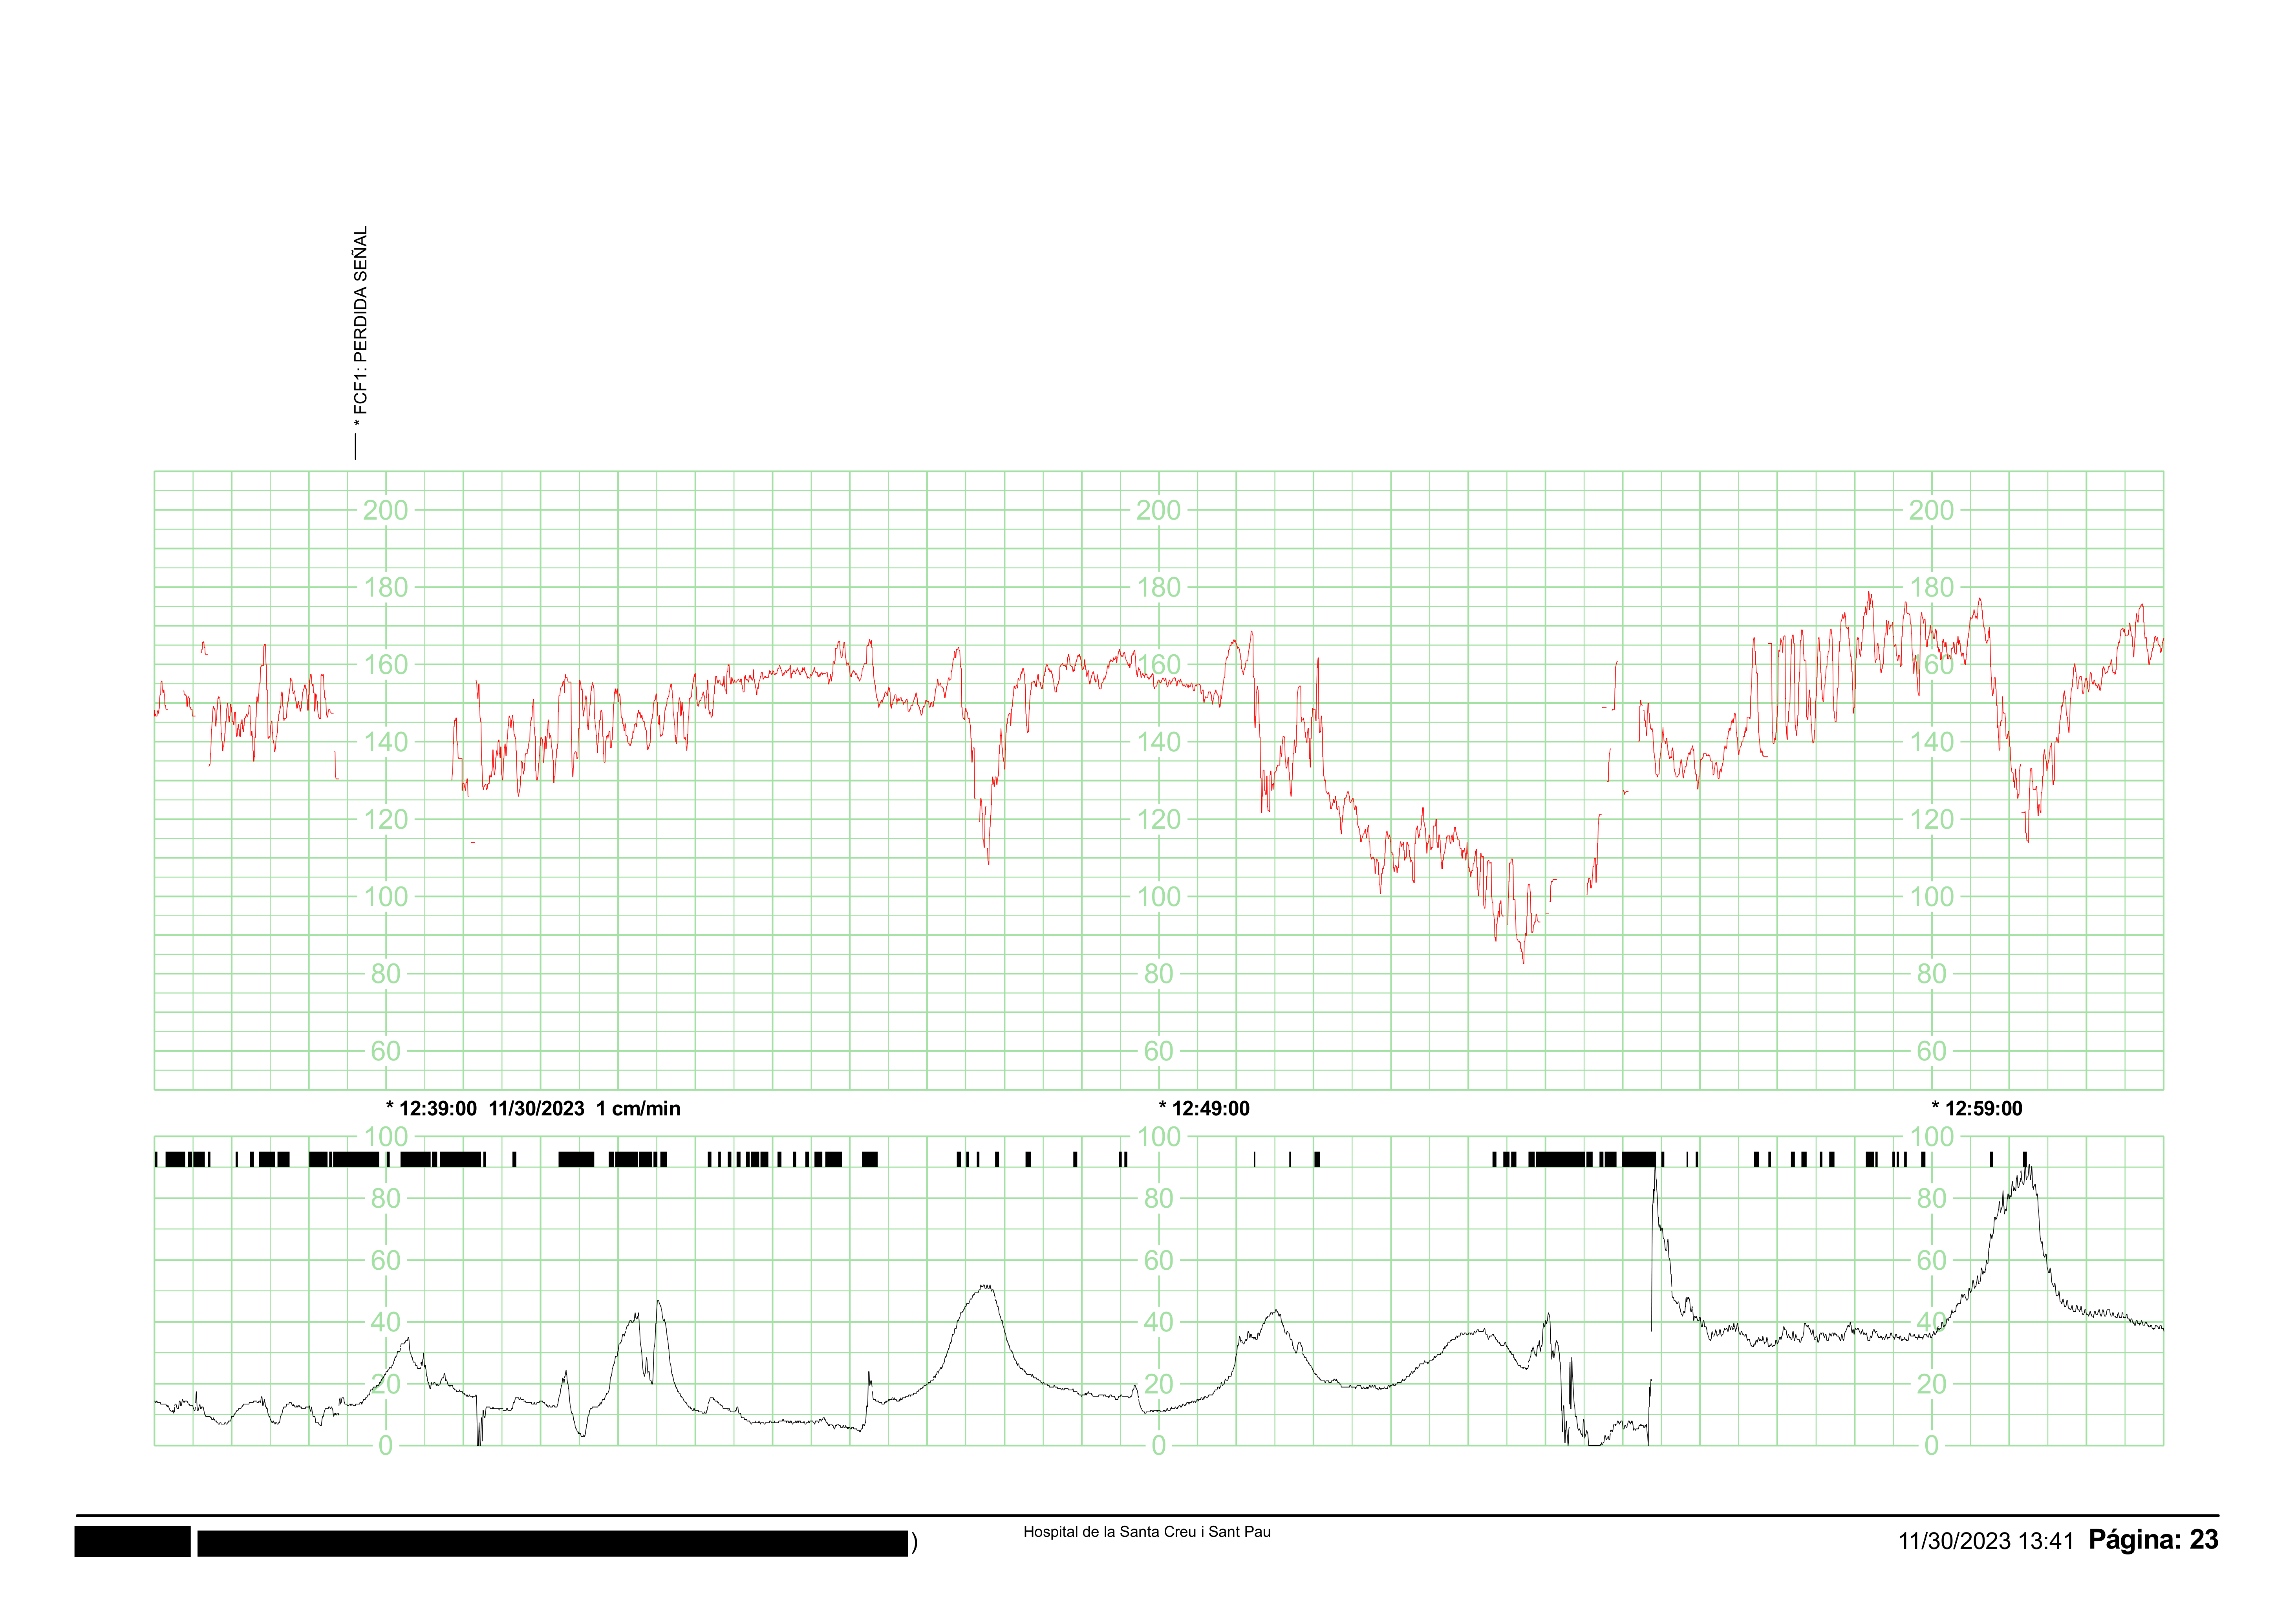 * FCF1: PERDIDA SEÑAL
200 200 200
180 180 180
160 160 160
140 140 140
120 120 120
100 100 100
80 80 80
60 60 60
* 12:39:00 11/30/2023 1 cm/min * 12:49:00 * 12:59:00
100 100 100
80 80 80
60 60 60
40 40 40
20 20 20
0 0 0
) Hospital de la Santa Creu i Sant Pau 11/30/2023 13:41 Página: 23